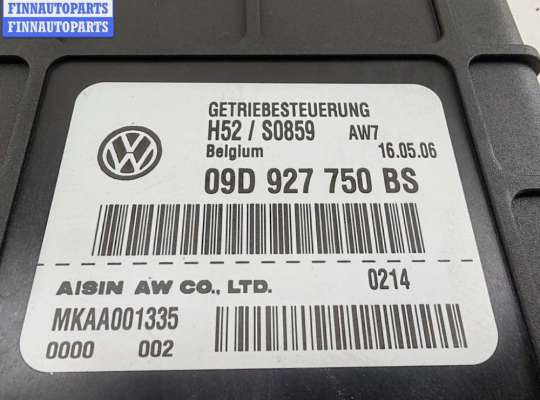 FINNAUTOPARTS
FINNAUTOPARTS
GETRIEBESTEUERUNG
H52 / S0859 AW7
Belgium 16.05.06
09D 927 750 BS
AISIN AW CO., LTD. 0214
MKAA001335
0000 002